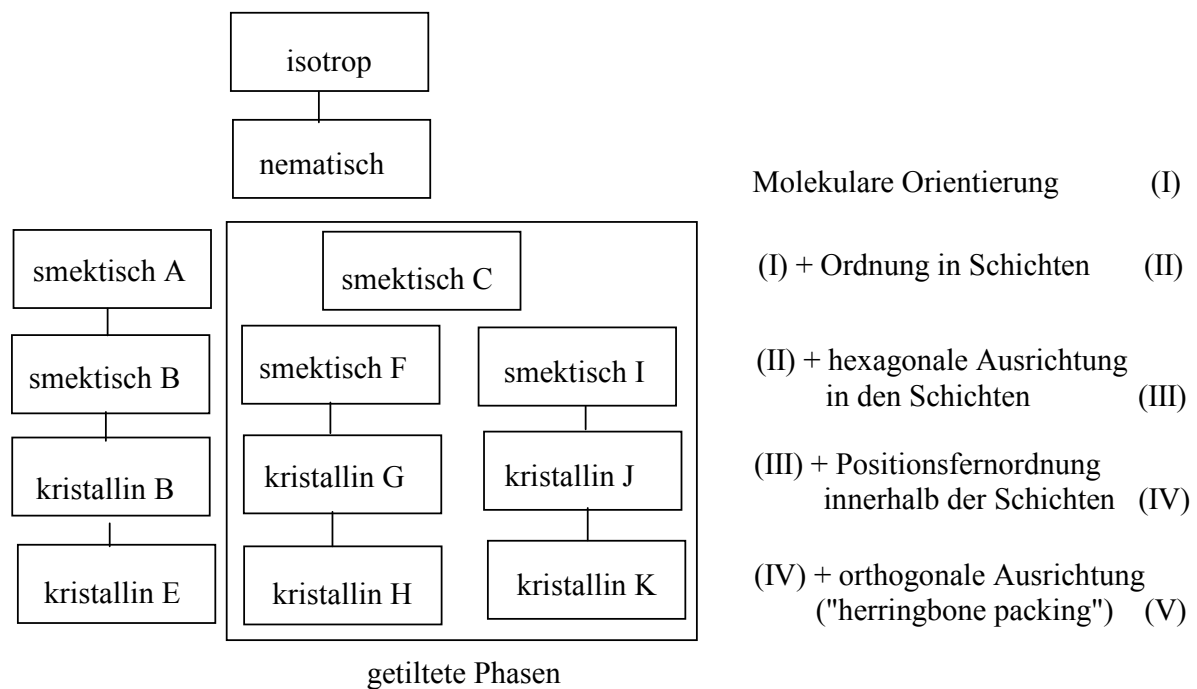 isotrop
nematisch
Molekulare Orientierung (I)
smektisch A
smektisch C
(I) + Ordnung in Schichten (II)
smektisch B
smektisch F
smektisch I
(II) + hexagonale Ausrichtung
in den Schichten (III)
kristallin B
kristallin G
kristallin J
(III) + Positionsfernordnung
innerhalb der Schichten (IV)
kristallin E
kristallin H
kristallin K
(IV) + orthogonale Ausrichtung
("herringbone packing") (V)
getiltete Phasen